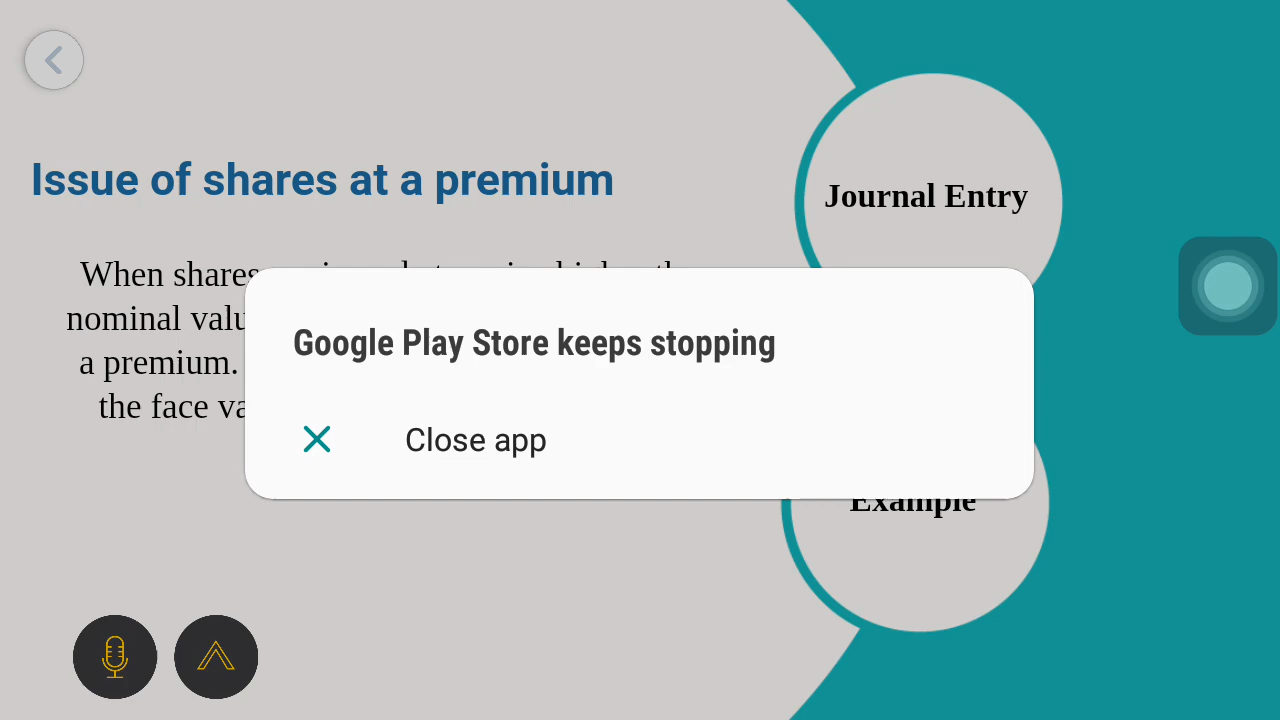 Issue of shares at a premium
Journal Entry
When shares
nominal valu
a premium.
the face va
Google Play Store keeps stopping
Close app
Example